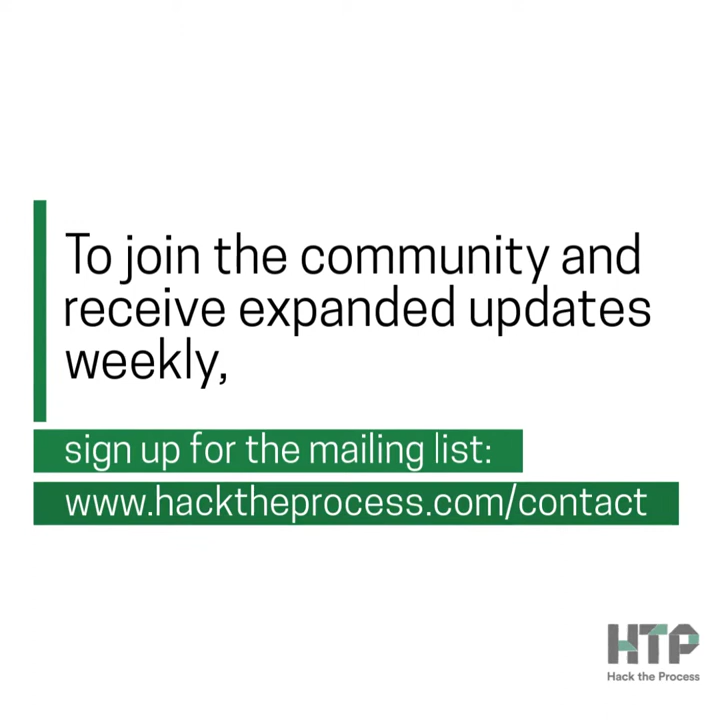 To join the community and
receive expanded updates
weekly,
sign up for the mailing list:
www.hacktheprocess.com/contact
HTP
Hack the Process